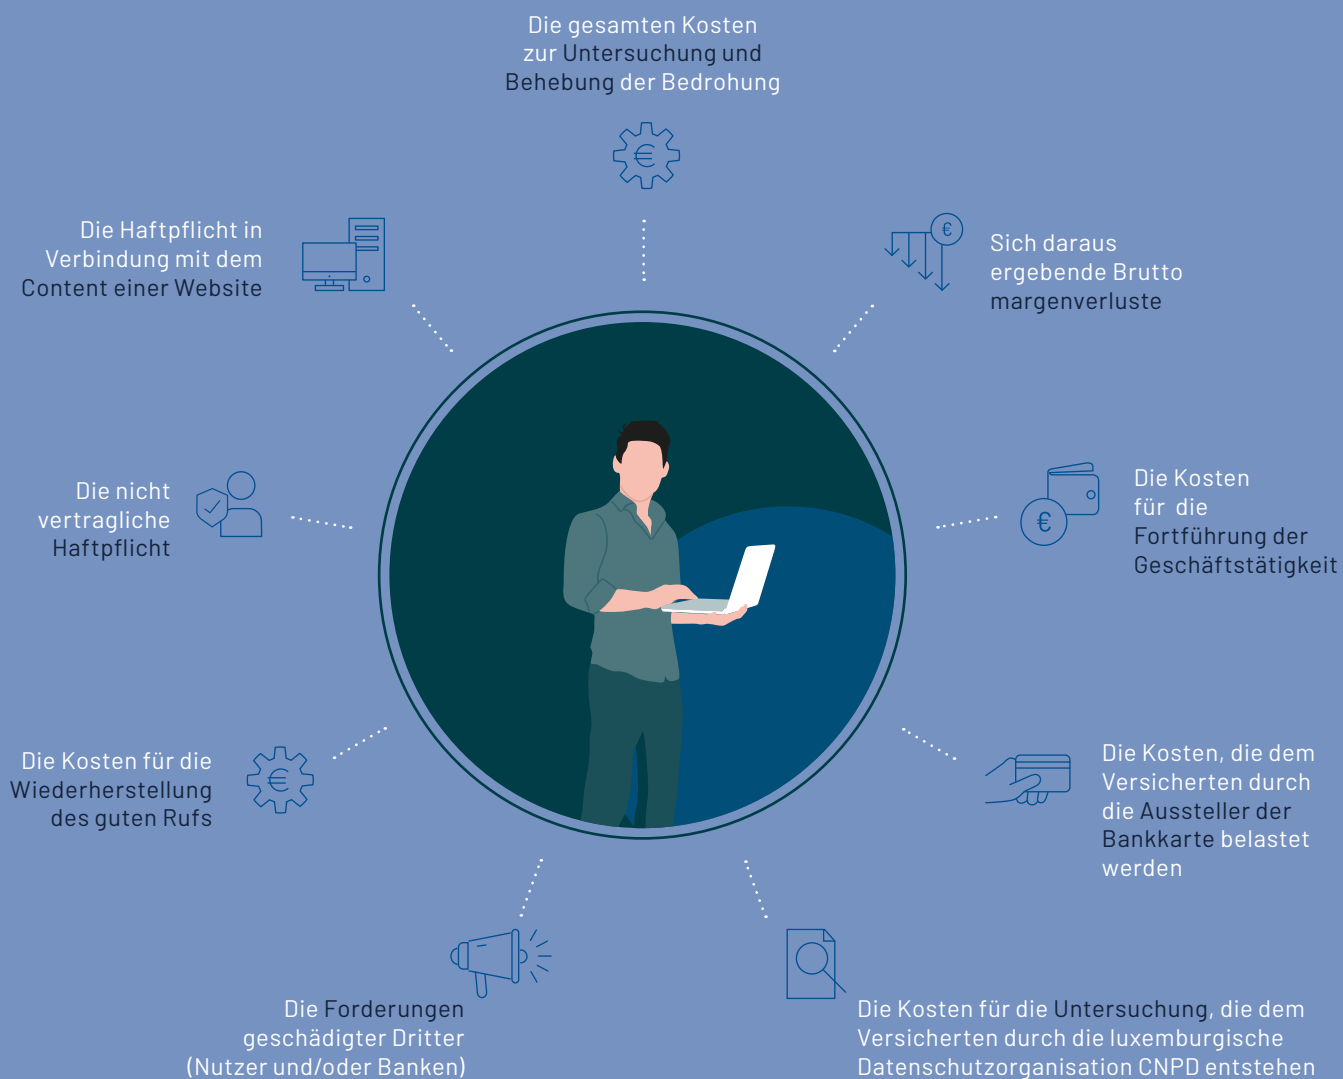 Die gesamten Kosten
zur Untersuchung und
Behebung der Bedrohung
Sich daraus
ergebende Brutto
margenverluste
Die Kosten
für die
Fortführung der
Geschäftstätigkeit
Die Kosten, die dem
Versicherten durch
die Aussteller der
Bankkarte belastet
werden
Die Kosten für die Untersuchung, die dem
Versicherten durch die luxemburgische
Datenschutzorganisation CNPD entstehen
Die Forderungen
geschädigter Dritter
(Nutzer und/oder Banken)
Die Kosten für die
Wiederherstellung
des guten Rufs
Die nicht
vertragliche
Haftpflicht
Die Haftpflicht in
Verbindung mit dem
Content einer Website